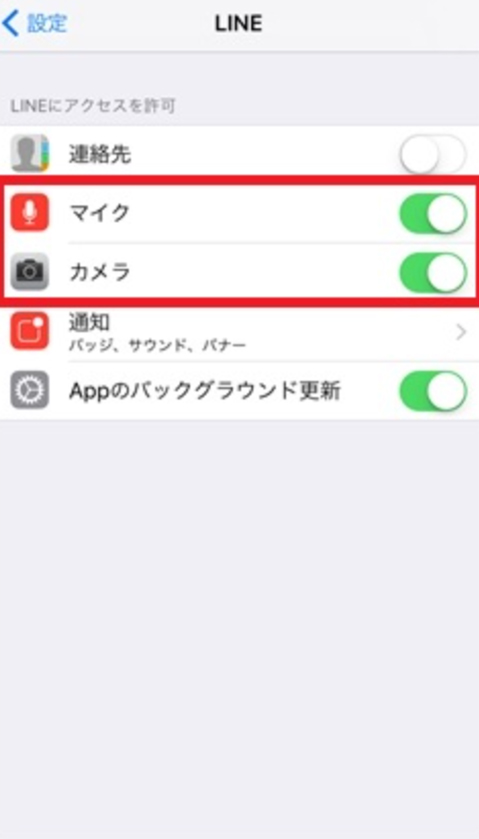 設定
LINE
LINEにアクセスを許可
連絡先
マイク
カメラ
通知
バッジ、サウンド、バナー
Appのバックグラウンド更新